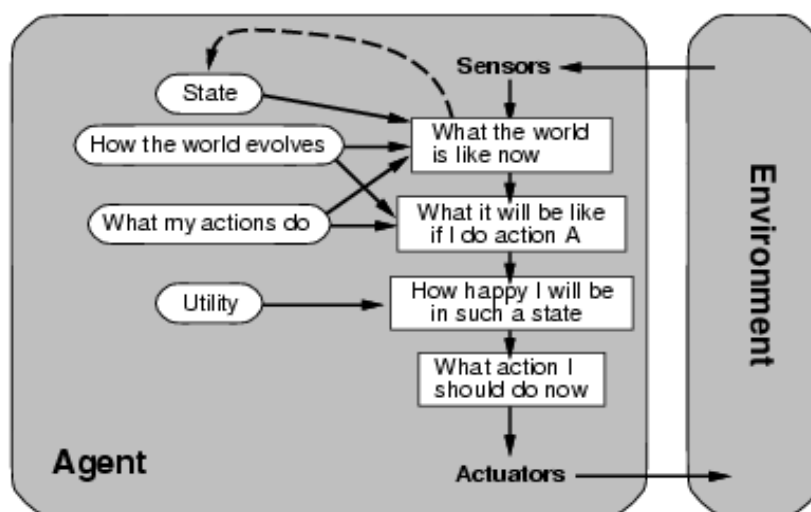 Sensors
State
What the world
is like now
How the world evolves
What my actions do
What it will be like
if I do action A
Utility
How happy I will be
in such a state
What action I
should do now
Agent
Actuators
Environment